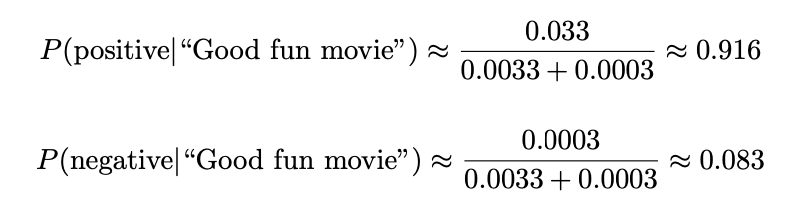 P(positive|“Good fun movie”) ≈ 0.033 / 0.0033 + 0.0003 ≈ 0.916
P(negative|“Good fun movie”) ≈ 0.0003 / 0.0033 + 0.0003 ≈ 0.083